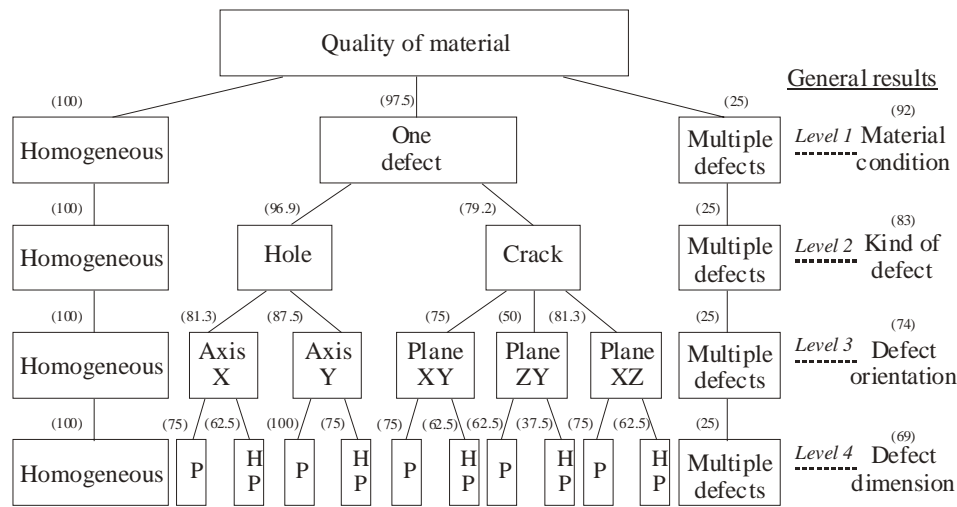 Quality of material
General results
(100)
(97.5)
(25)
(92)
Homogeneous
One
defect
Multiple
defects
Level 1
Material
condition
(100)
(96.9)
(79.2)
(25)
(83)
Homogeneous
Hole
Crack
Multiple
defects
Level 2
Kind of
defect
(100)
(81.3)
(87.5)
(75)
(50)
(81.3)
(25)
(74)
Homogeneous
Axis
X
Axis
Y
Plane
XY
Plane
ZY
Plane
XZ
Multiple
defects
Level 3
Defect
orientation
(100)
(75)
(62.5)
(100)
(75)
(75)
(62.5)
(62.5)
(37.5)
(75)
(62.5)
(25)
(69)
Homogeneous
P
H
P
P
H
P
P
H
P
P
H
P
P
H
P
Multiple
defects
Level 4
Defect
dimension